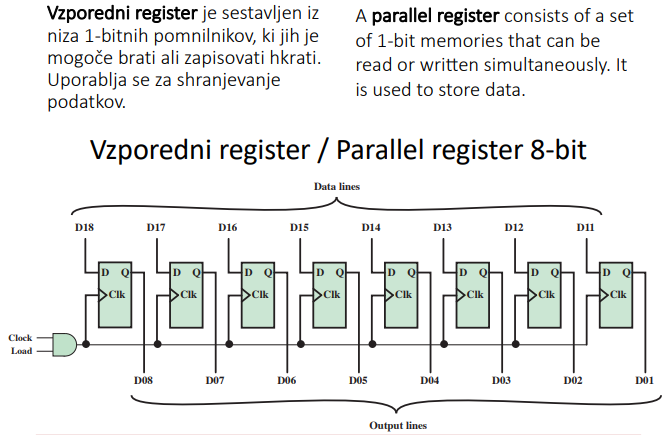 Vzporedni register je sestavljen iz
niza 1-bitnih pomnilnikov, ki jih je
mogoče brati ali zapisovati hkrati.
Uporablja se za shranjevanje
podatkov.
A parallel register consists of a set
of 1-bit memories that can be
read or written simultaneously. It
is used to store data.
Vzporedni register / Parallel register 8-bit
Data lines
D18 D17 D16 D15 D14 D13 D12 D11
D Q D Q D Q D Q D Q D Q D Q D Q
Clk Clk Clk Clk Clk Clk Clk Clk
Clock
Load
D08 D07 D06 D05 D04 D03 D02 D01
Output lines